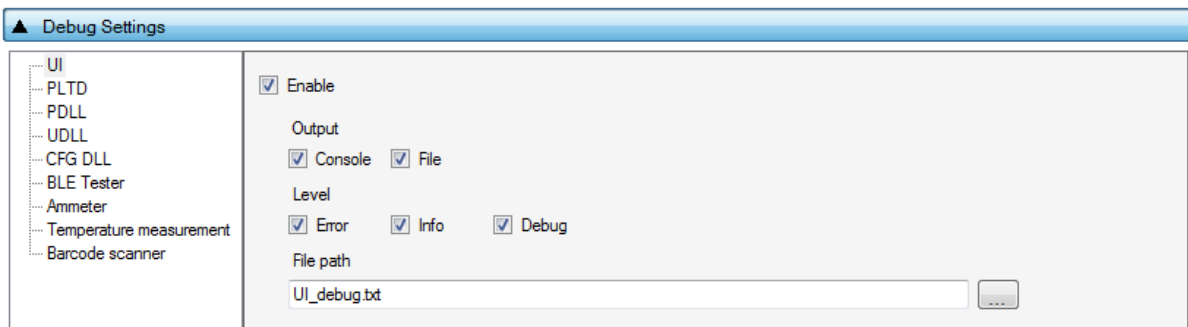 Debug Settings
UI
PLTD
PDLL
UDLL
CFG DLL
BLE Tester
Ammeter
Temperature measurement
Barcode scanner
Enable
Output
Console File
Level
Error Info Debug
File path
UI_debug.txt ...